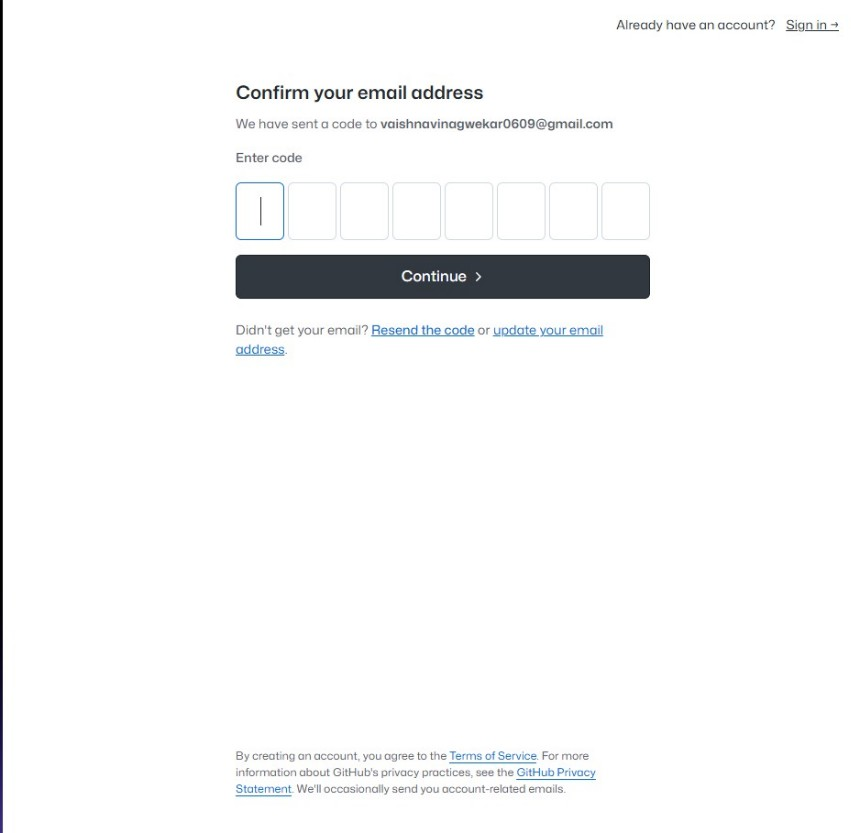 Already have an account? Sign in →
Confirm your email address
We have sent a code to vaishnavinagwekar0609@gmail.com
Enter code
Continue >
Didn't get your email? Resend the code or update your email
address.
By creating an account, you agree to the Terms of Service. For more
information about GitHub's privacy practices, see the GitHub Privacy
Statement. We'll occasionally send you account-related emails.